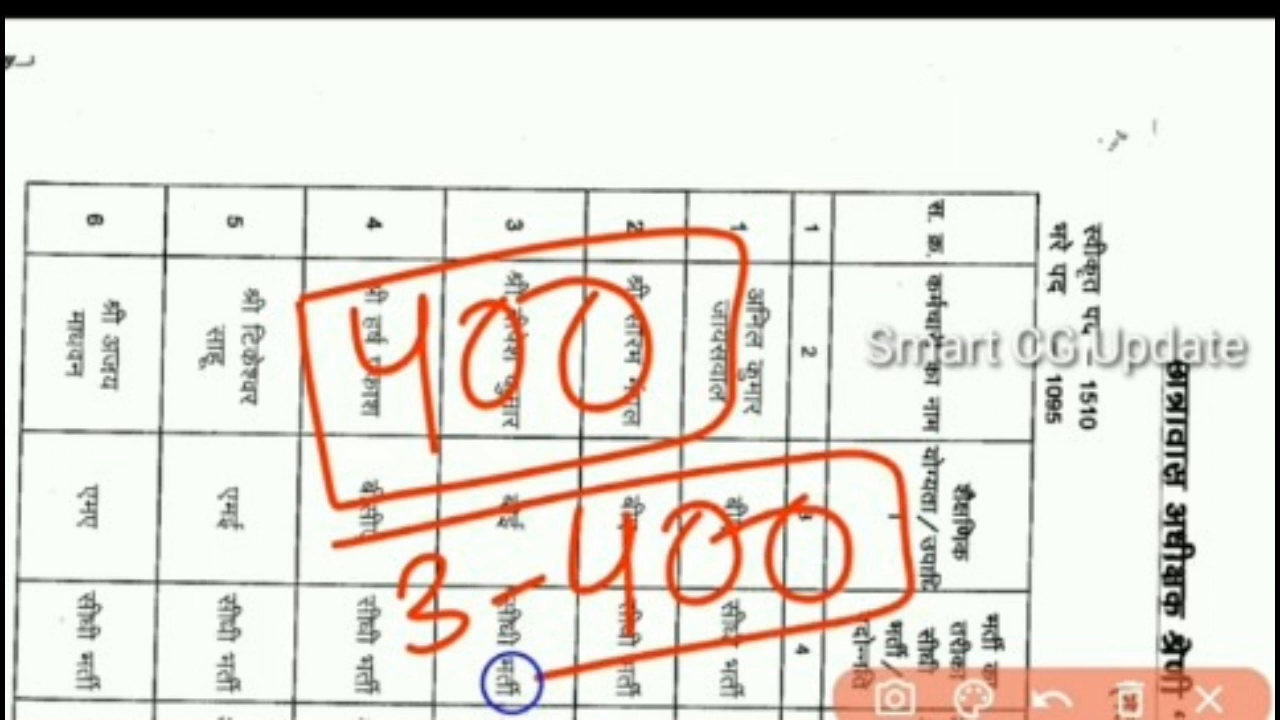 छात्रावास अधीक्षक श्रेणी
स्वीकृत पद 1510
भरे पद 1095
Smart CG Update
स. क्र. कर्मचारी का नाम शैक्षणिक योग्यता/उपाधि भर्ती का तरीका सीधी भर्ती/पदोन्नति
1 2 3 4
1 अनिल कुमार जायसवाल सीधी भर्ती
2 श्री सीधी भर्ती
3 श्री कुमार सीधी भर्ती
4 श्री हर्ष सीधी भर्ती
5 श्री टिकेश्वर साहू एमई सीधी भर्ती
6 श्री अजय माधवन एमए सीधी भर्ती
400
3-400